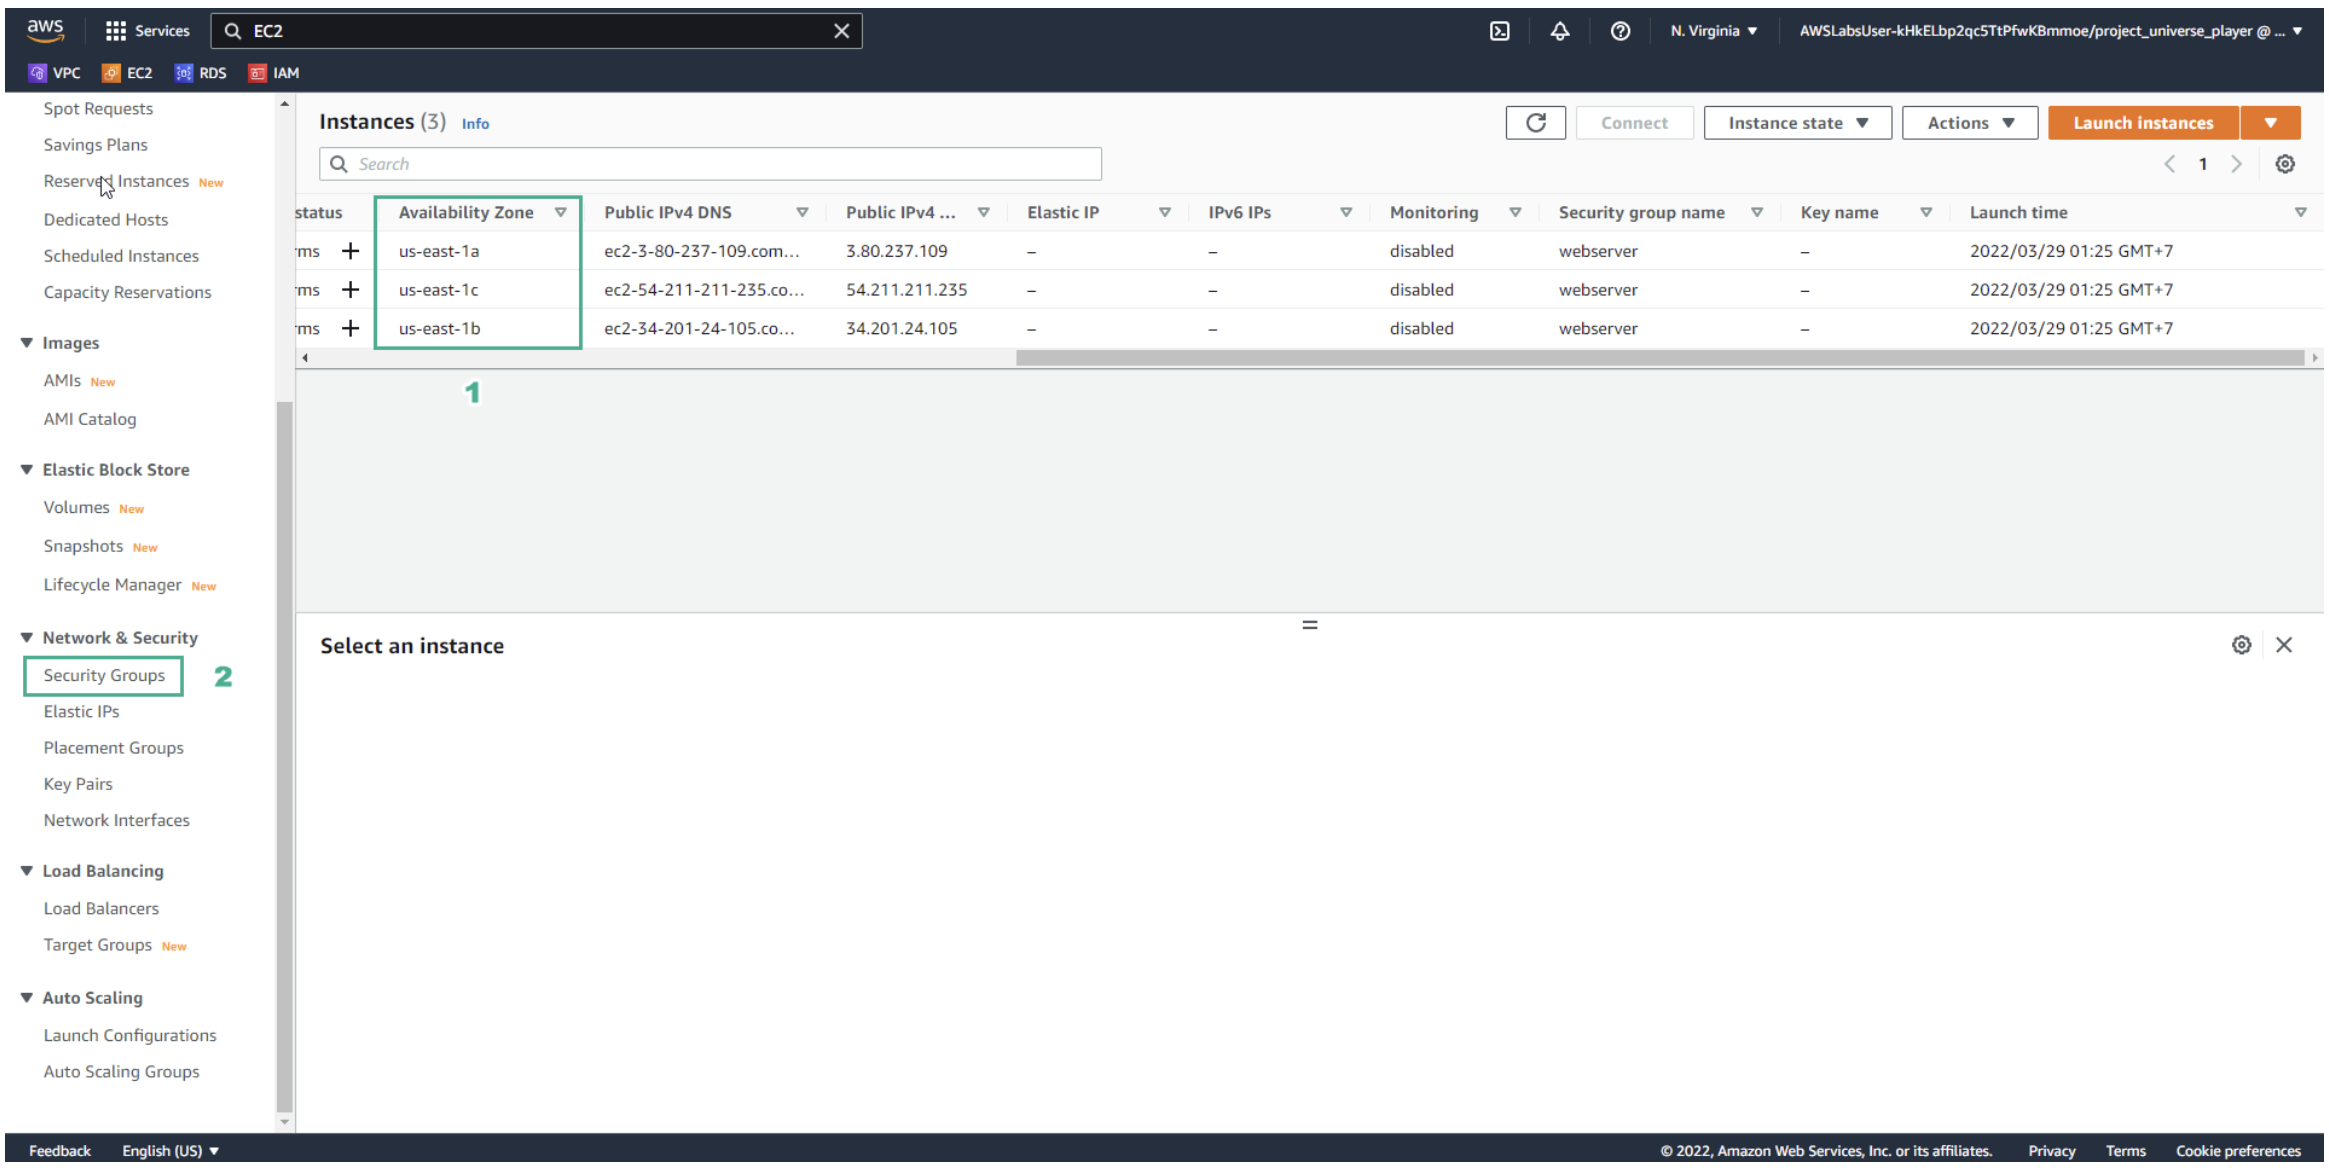 aws Services EC2 N. Virginia AWSLabsUser-kHkELbp2qc5TtPfwKBmmoe/project_universe_player @ ...
VPC EC2 RDS IAM
Spot Requests
Savings Plans
Reserved Instances New
Dedicated Hosts
Scheduled Instances
Capacity Reservations
Images
AMIs New
AMI Catalog
Elastic Block Store
Volumes New
Snapshots New
Lifecycle Manager New
Network & Security
Security Groups 2
Elastic IPs
Placement Groups
Key Pairs
Network Interfaces
Load Balancing
Load Balancers
Target Groups New
Auto Scaling
Launch Configurations
Auto Scaling Groups
Instances (3) Info Connect Instance state Actions Launch instances
Search 1
status Availability Zone Public IPv4 DNS Public IPv4 ... Elastic IP IPv6 IPs Monitoring Security group name Key name Launch time
rms + us-east-1a ec2-3-80-237-109.com... 3.80.237.109 – – disabled webserver – 2022/03/29 01:25 GMT+7
rms + us-east-1c ec2-54-211-211-235.co... 54.211.211.235 – – disabled webserver – 2022/03/29 01:25 GMT+7
rms + us-east-1b ec2-34-201-24-105.co... 34.201.24.105 – – disabled webserver – 2022/03/29 01:25 GMT+7
1
Select an instance
Feedback English (US) © 2022, Amazon Web Services, Inc. or its affiliates. Privacy Terms Cookie preferences